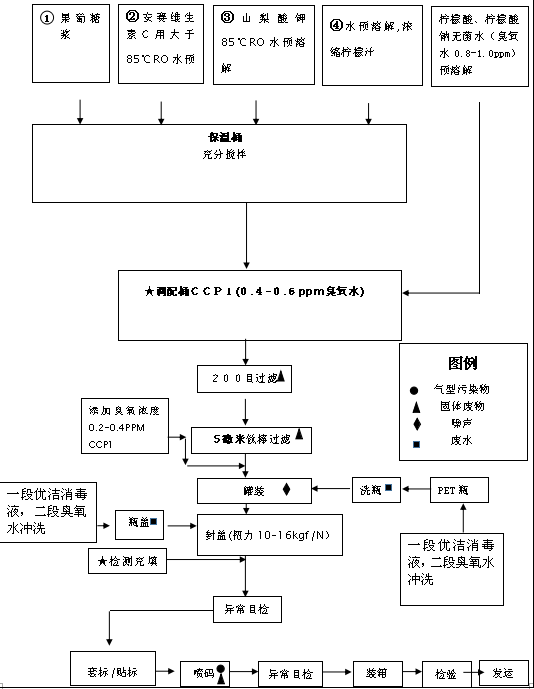 ① 果葡糖
浆
②安赛维生
素C用大于
85℃RO水预
③ 山梨酸钾
85℃RO水预溶
解
④水预溶解,浓
缩柠檬汁
柠檬酸、柠檬酸
钠无菌水（臭氧
水0.8-1.0ppm）
预溶解
保温桶
充分搅拌
★调配桶CCP1(0.4-0.6ppm臭氧水)
图例
气型污染物
固体废物
噪声
废水
200目过滤
添加臭氧浓度
0.2-0.4PPM
CCP1
5毫米钛棒过滤
罐装
洗瓶
PET瓶
一段优洁消毒
液，二段臭氧
水冲洗
瓶盖
封盖(扭力10-16kgf/N)
一段优洁消毒
液，二段臭氧水
冲洗
★检测充填
异常目检
套标/贴标
喷码
异常目检
装箱
检验
发运